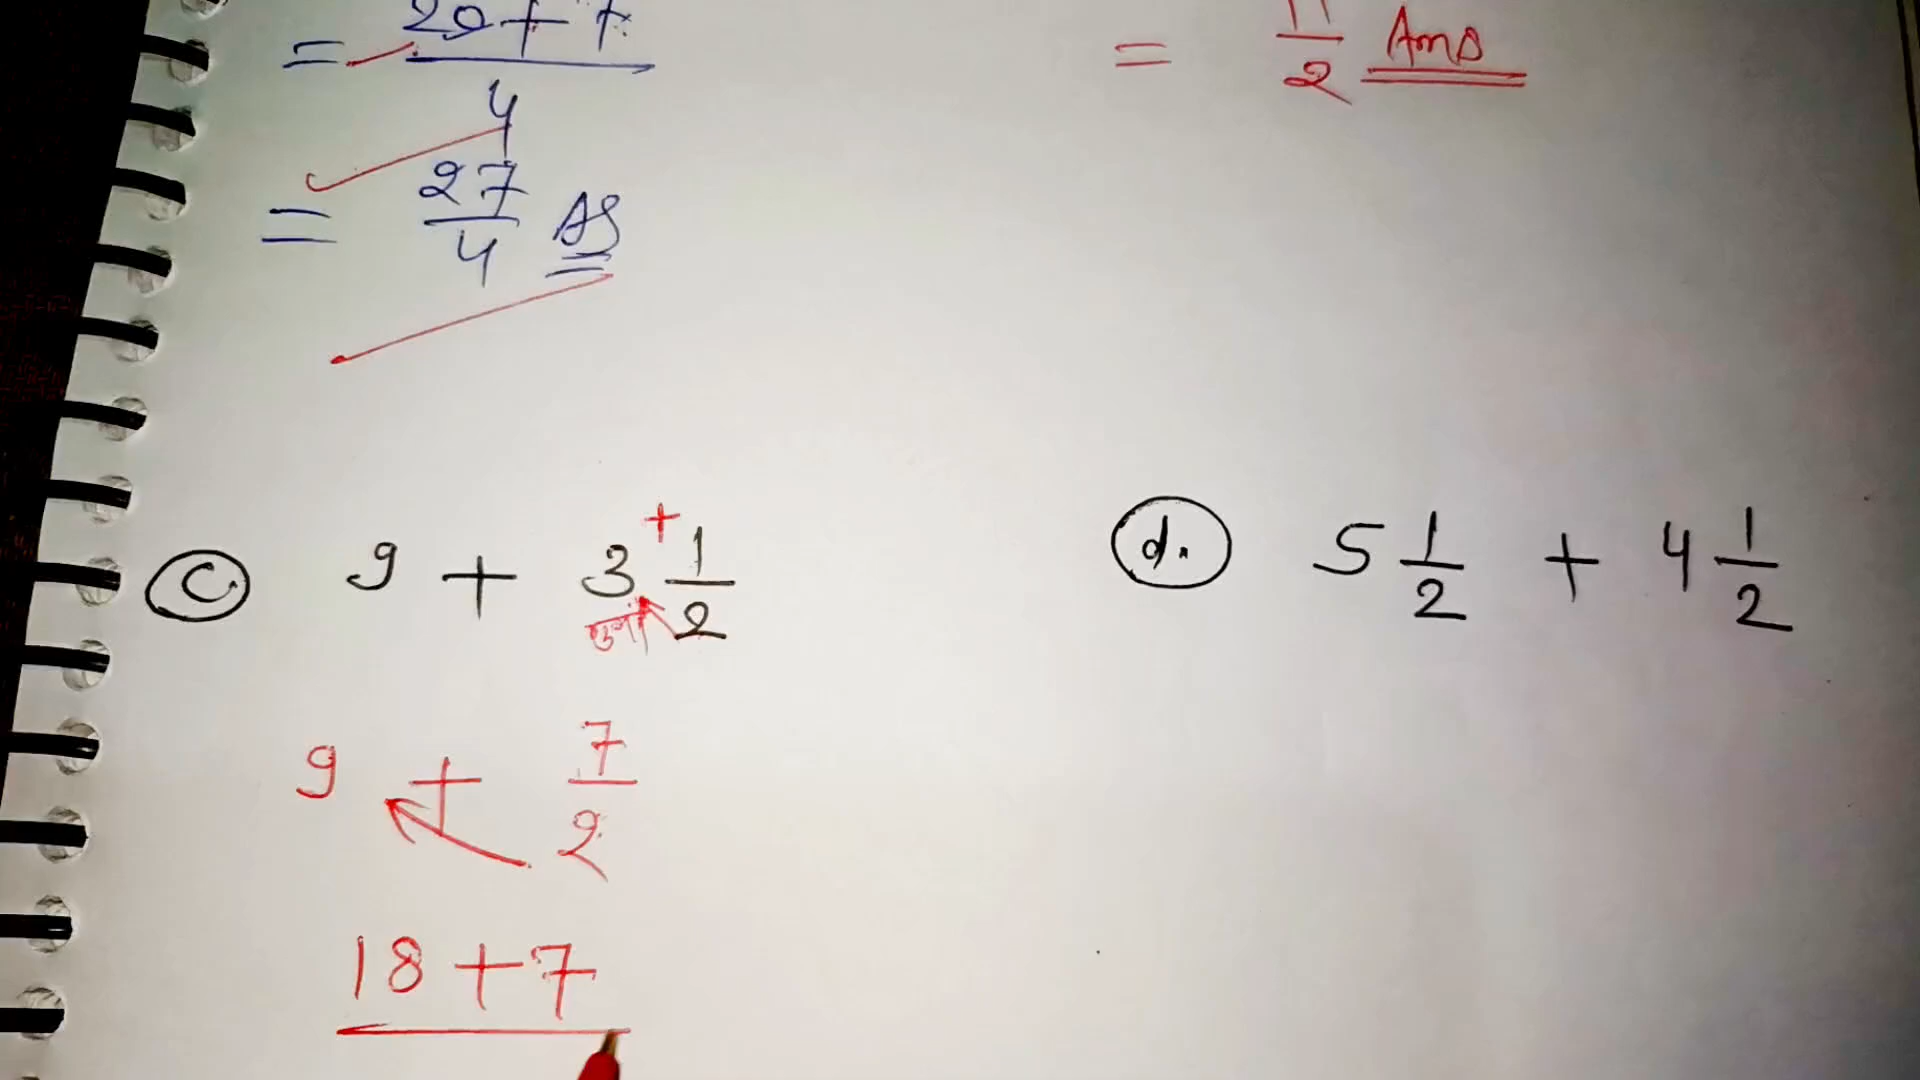 = 20 + 7 / 4
= 27/4 AS
= 11/2 Ans
(c) 9 + 3 + 1/2
गुणा
9 + 7/2
18 + 7
(d.) 5 1/2 + 4 1/2